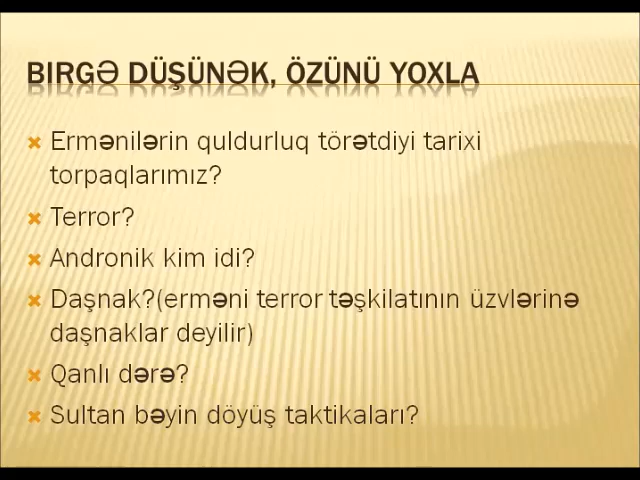 BIRGƏ DÜŞÜNƏK, ÖZÜNÜ YOXLA
Ermənilərin quldurluq törətdiyi tarixi
torpaqlarımız?
Terror?
Andronik kim idi?
Daşnak?(erməni terror təşkilatının üzvlərinə
daşnaklar deyilir)
Qanlı dərə?
Sultan bəyin döyüş taktikaları?